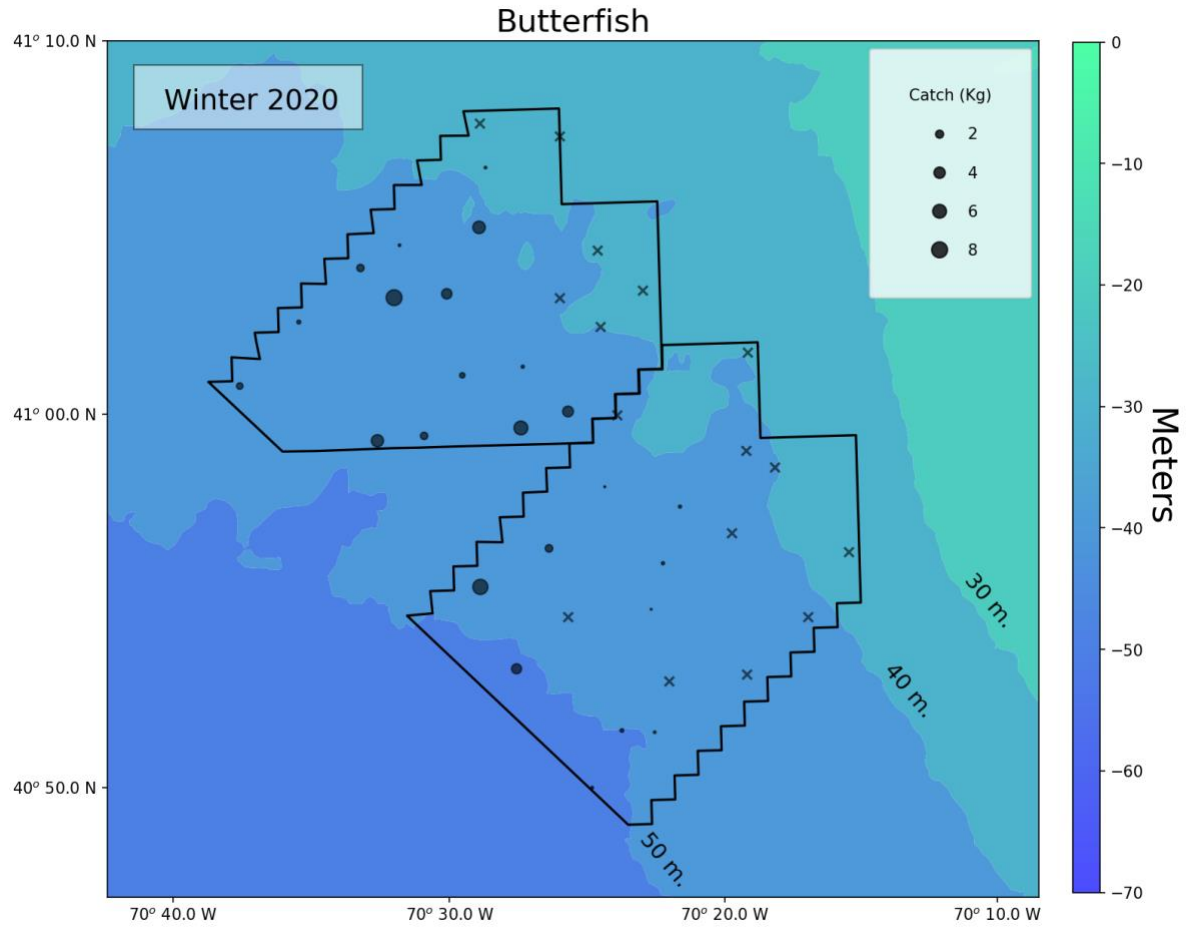 Butterfish
41° 10.0 N
41° 00.0 N
40° 50.0 N
Winter 2020
Catch (Kg)
2
4
6
8
30 m.
40 m.
50 m.
70° 40.0 W
70° 30.0 W
70° 20.0 W
70° 10.0 W
0
−10
−20
−30
−40
−50
−60
−70
Meters